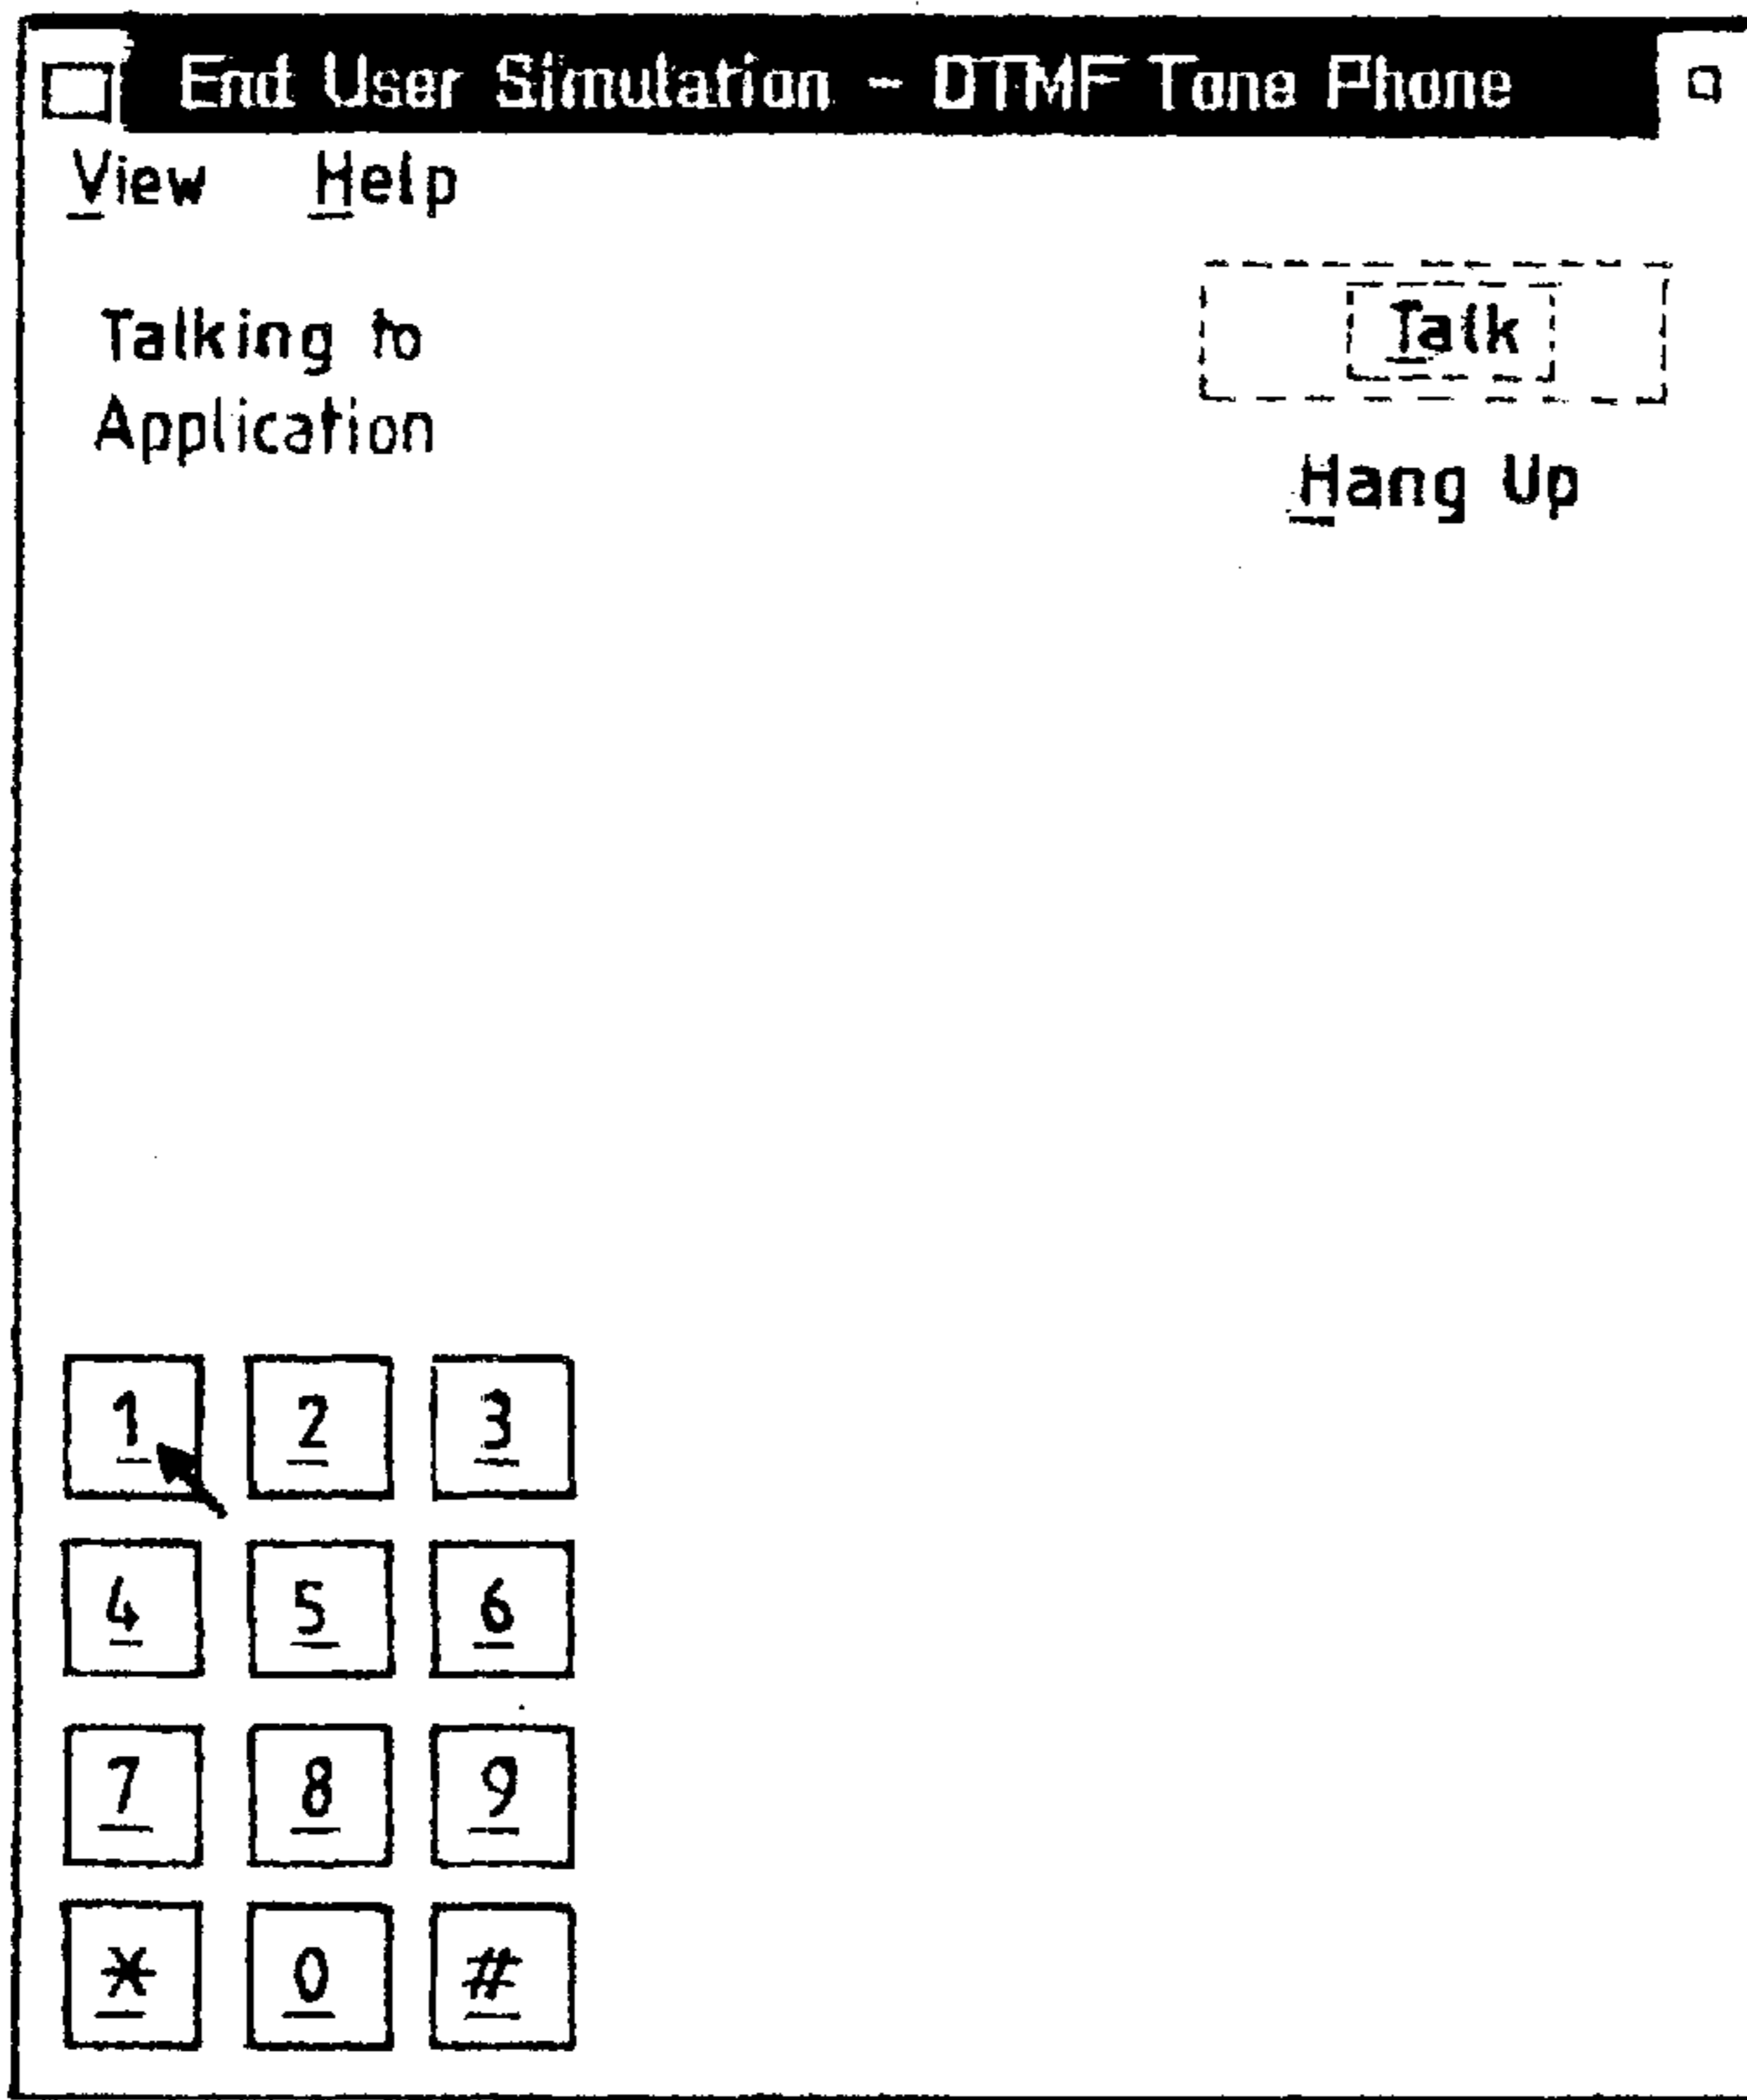 End User Simulation - DTMF Tone Phone
View Help
Talking to
Application
Talk
Hang Up
1 2 3
4 5 6
7 8 9
* 0 #